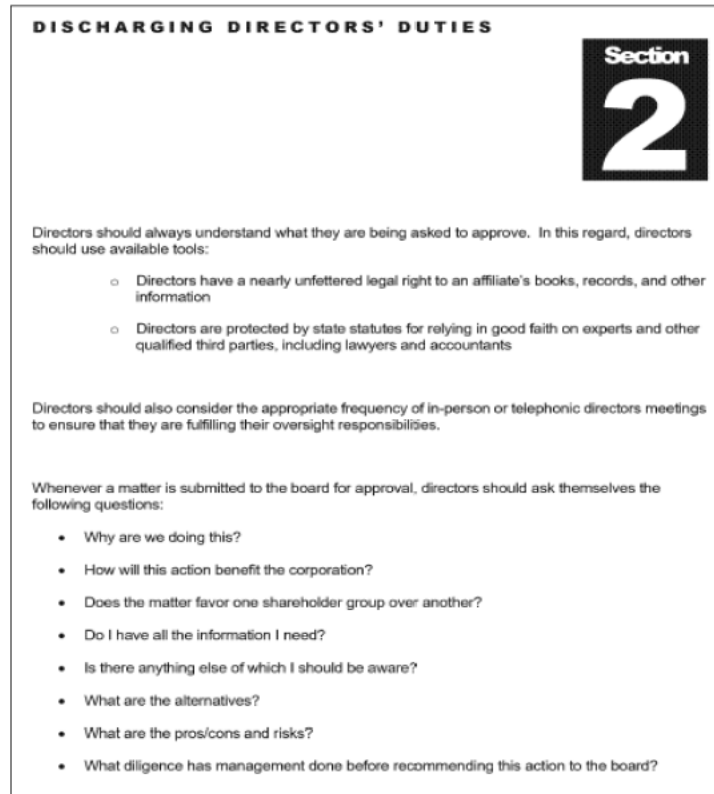 DISCHARGING DIRECTORS' DUTIES
Section
2
Directors should always understand what they are being asked to approve. In this regard, directors
should use available tools:
o Directors have a nearly unfettered legal right to an affiliate's books, records, and other
information
o Directors are protected by state statutes for relying in good faith on experts and other
qualified third parties, including lawyers and accountants
Directors should also consider the appropriate frequency of in-person or telephonic directors meetings
to ensure that they are fulfilling their oversight responsibilities.
Whenever a matter is submitted to the board for approval, directors should ask themselves the
following questions:
• Why are we doing this?
• How will this action benefit the corporation?
• Does the matter favor one shareholder group over another?
• Do I have all the information I need?
• Is there anything else of which I should be aware?
• What are the alternatives?
• What are the pros/cons and risks?
• What diligence has management done before recommending this action to the board?